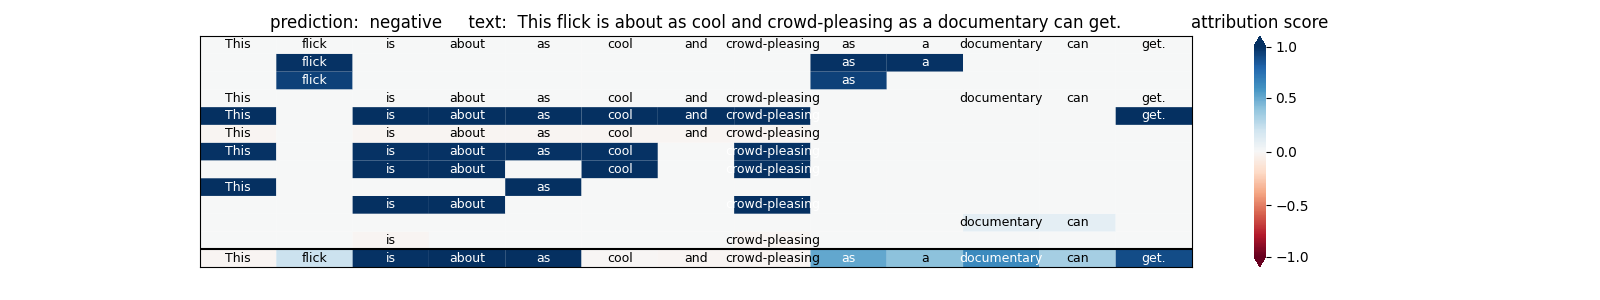 prediction:  negative     text:  This flick is about as cool and crowd-pleasing as a documentary can get.     attribution score
This flick is about as cool and crowd-pleasing as a documentary can get.
flick as a
flick as
This is about as cool and crowd-pleasing documentary can get.
This is about as cool and crowd-pleasing get.
This is about as cool and crowd-pleasing
This is about as cool crowd-pleasing
is about cool crowd-pleasing
This as
is about crowd-pleasing
documentary can
is crowd-pleasing
This flick is about as cool and crowd-pleasing as a documentary can get.
1.0
0.5
0.0
−0.5
−1.0